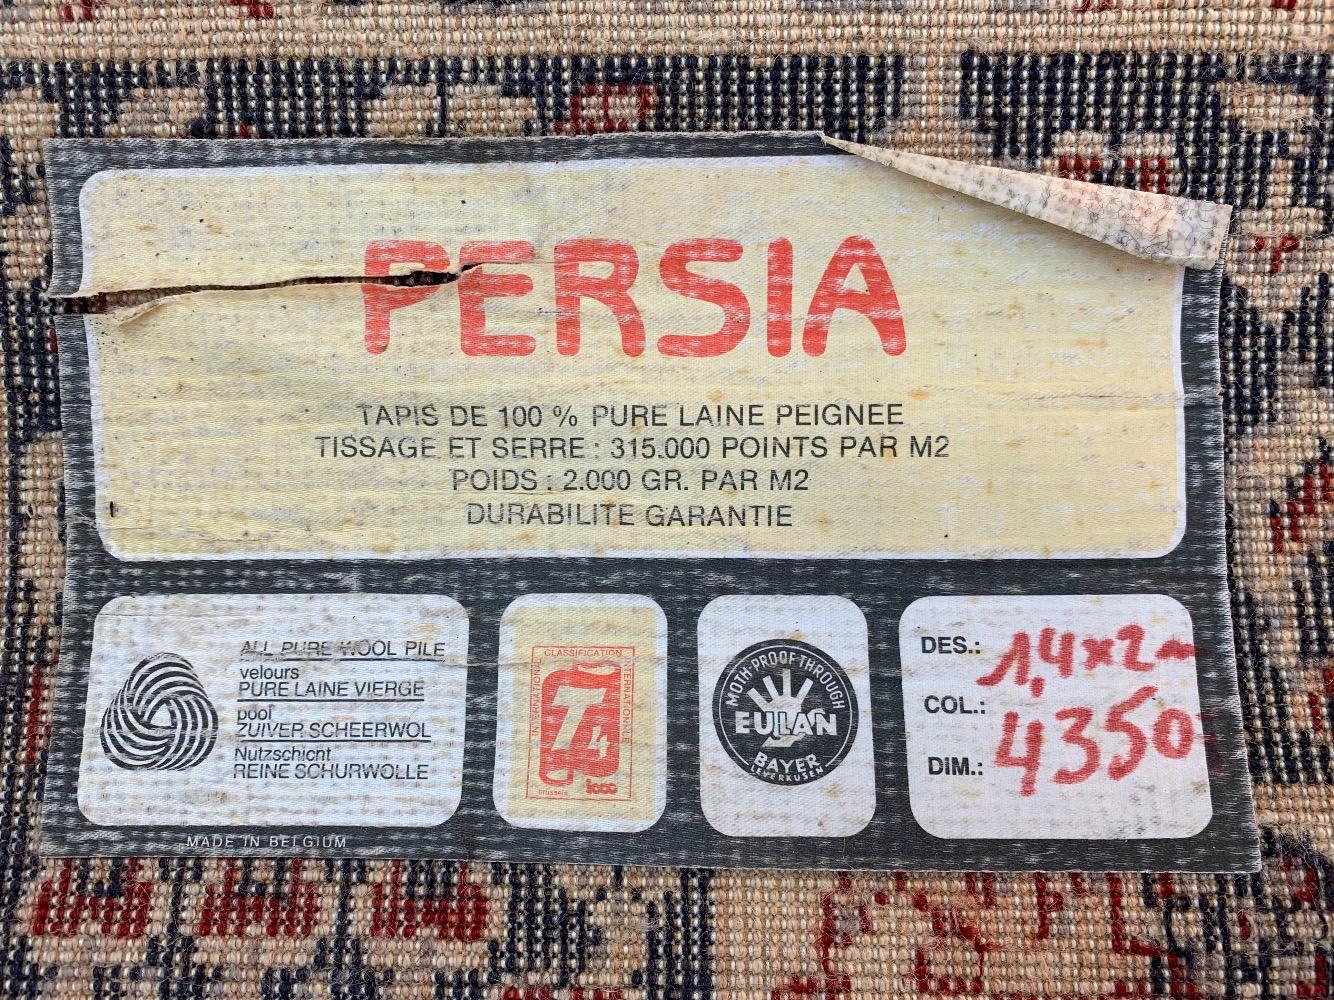 PERSIA
TAPIS DE 100 % PURE LAINE PEIGNEE
TISSAGE ET SERRE : 315.000 POINTS PAR M2
POIDS : 2.000 GR. PAR M2
DURABILITE GARANTIE
ALL PURE WOOL PILE
velours
PURE LAINE VIERGE
pool
ZUIVER SCHEERWOL
Nutzschicht
REINE SCHURWOLLE
MADE IN BELGIUM
CLASSIFICATION
INTERNATIONAL
INTERNATIONALE
T4
brussels
iccc
MOTH-PROOF THROUGH
EULAN
BAYER
LEVERKUSEN
DES.: 1,4x2-
COL.:
DIM.: 4350